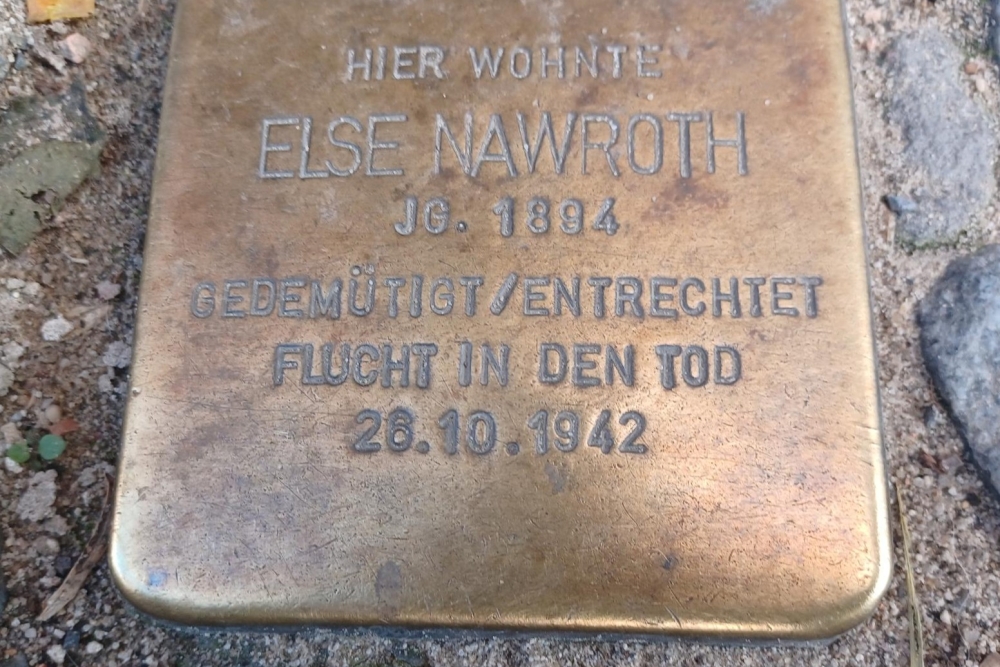 HIER WOHNTE
ELSE NAWROTH
JG. 1894
GEDEMÜTIGT/ENTRECHTET
FLUCHT IN DEN TOD
26.10.1942